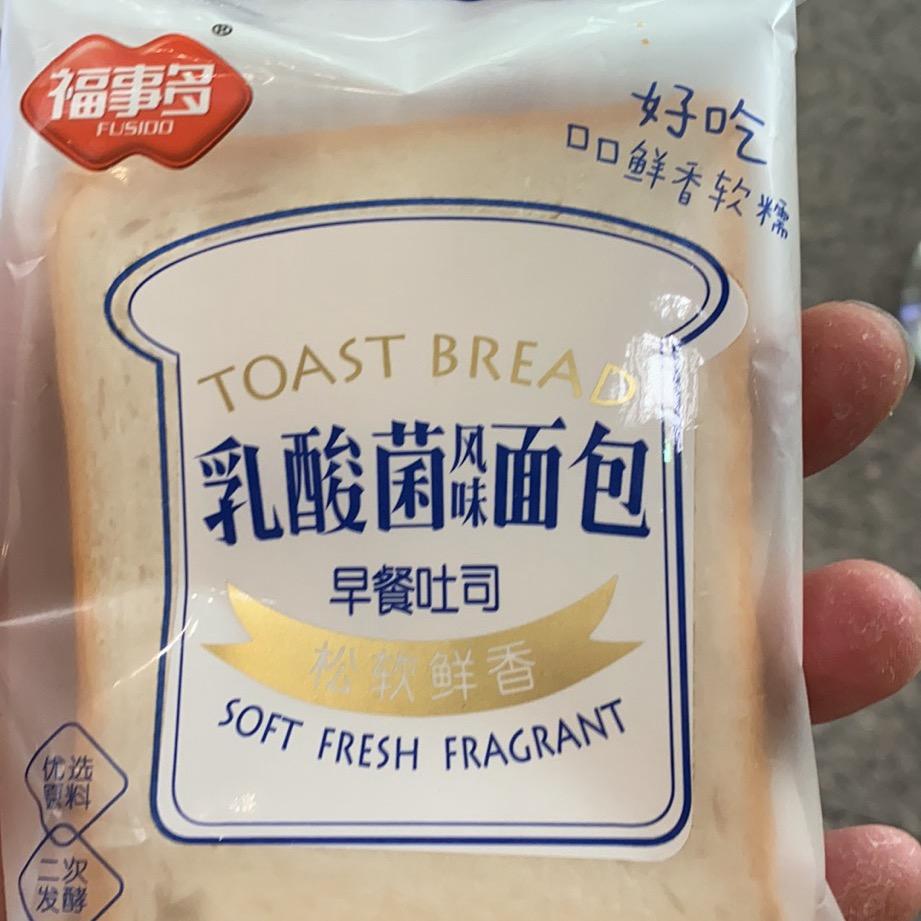 福事多
®
FUSIDO
好吃
口口鲜香软糯
TOAST BREAD
乳酸菌风味面包
早餐吐司
松软鲜香
SOFT FRESH FRAGRANT
优选
原料
二次
发酵